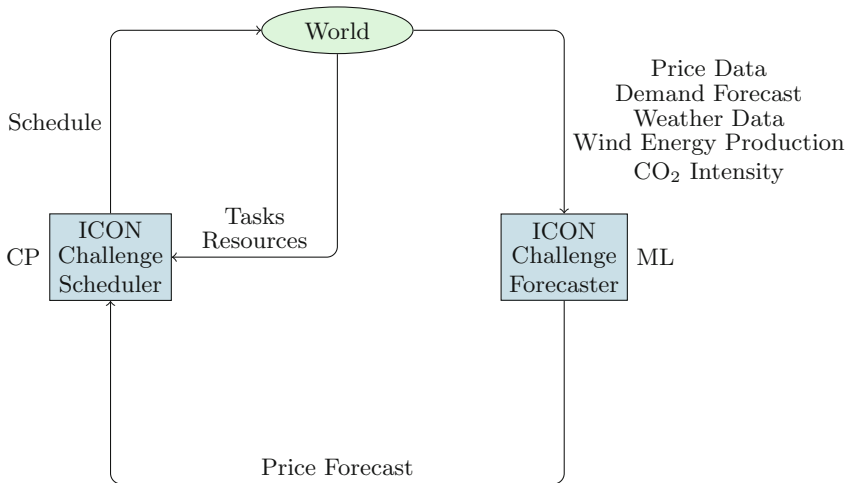 World
Price Data
Demand Forecast
Weather Data
Wind Energy Production
CO₂ Intensity
Schedule
Tasks
Resources
CP
ICON
Challenge
Scheduler
ICON
Challenge
Forecaster
ML
Price Forecast